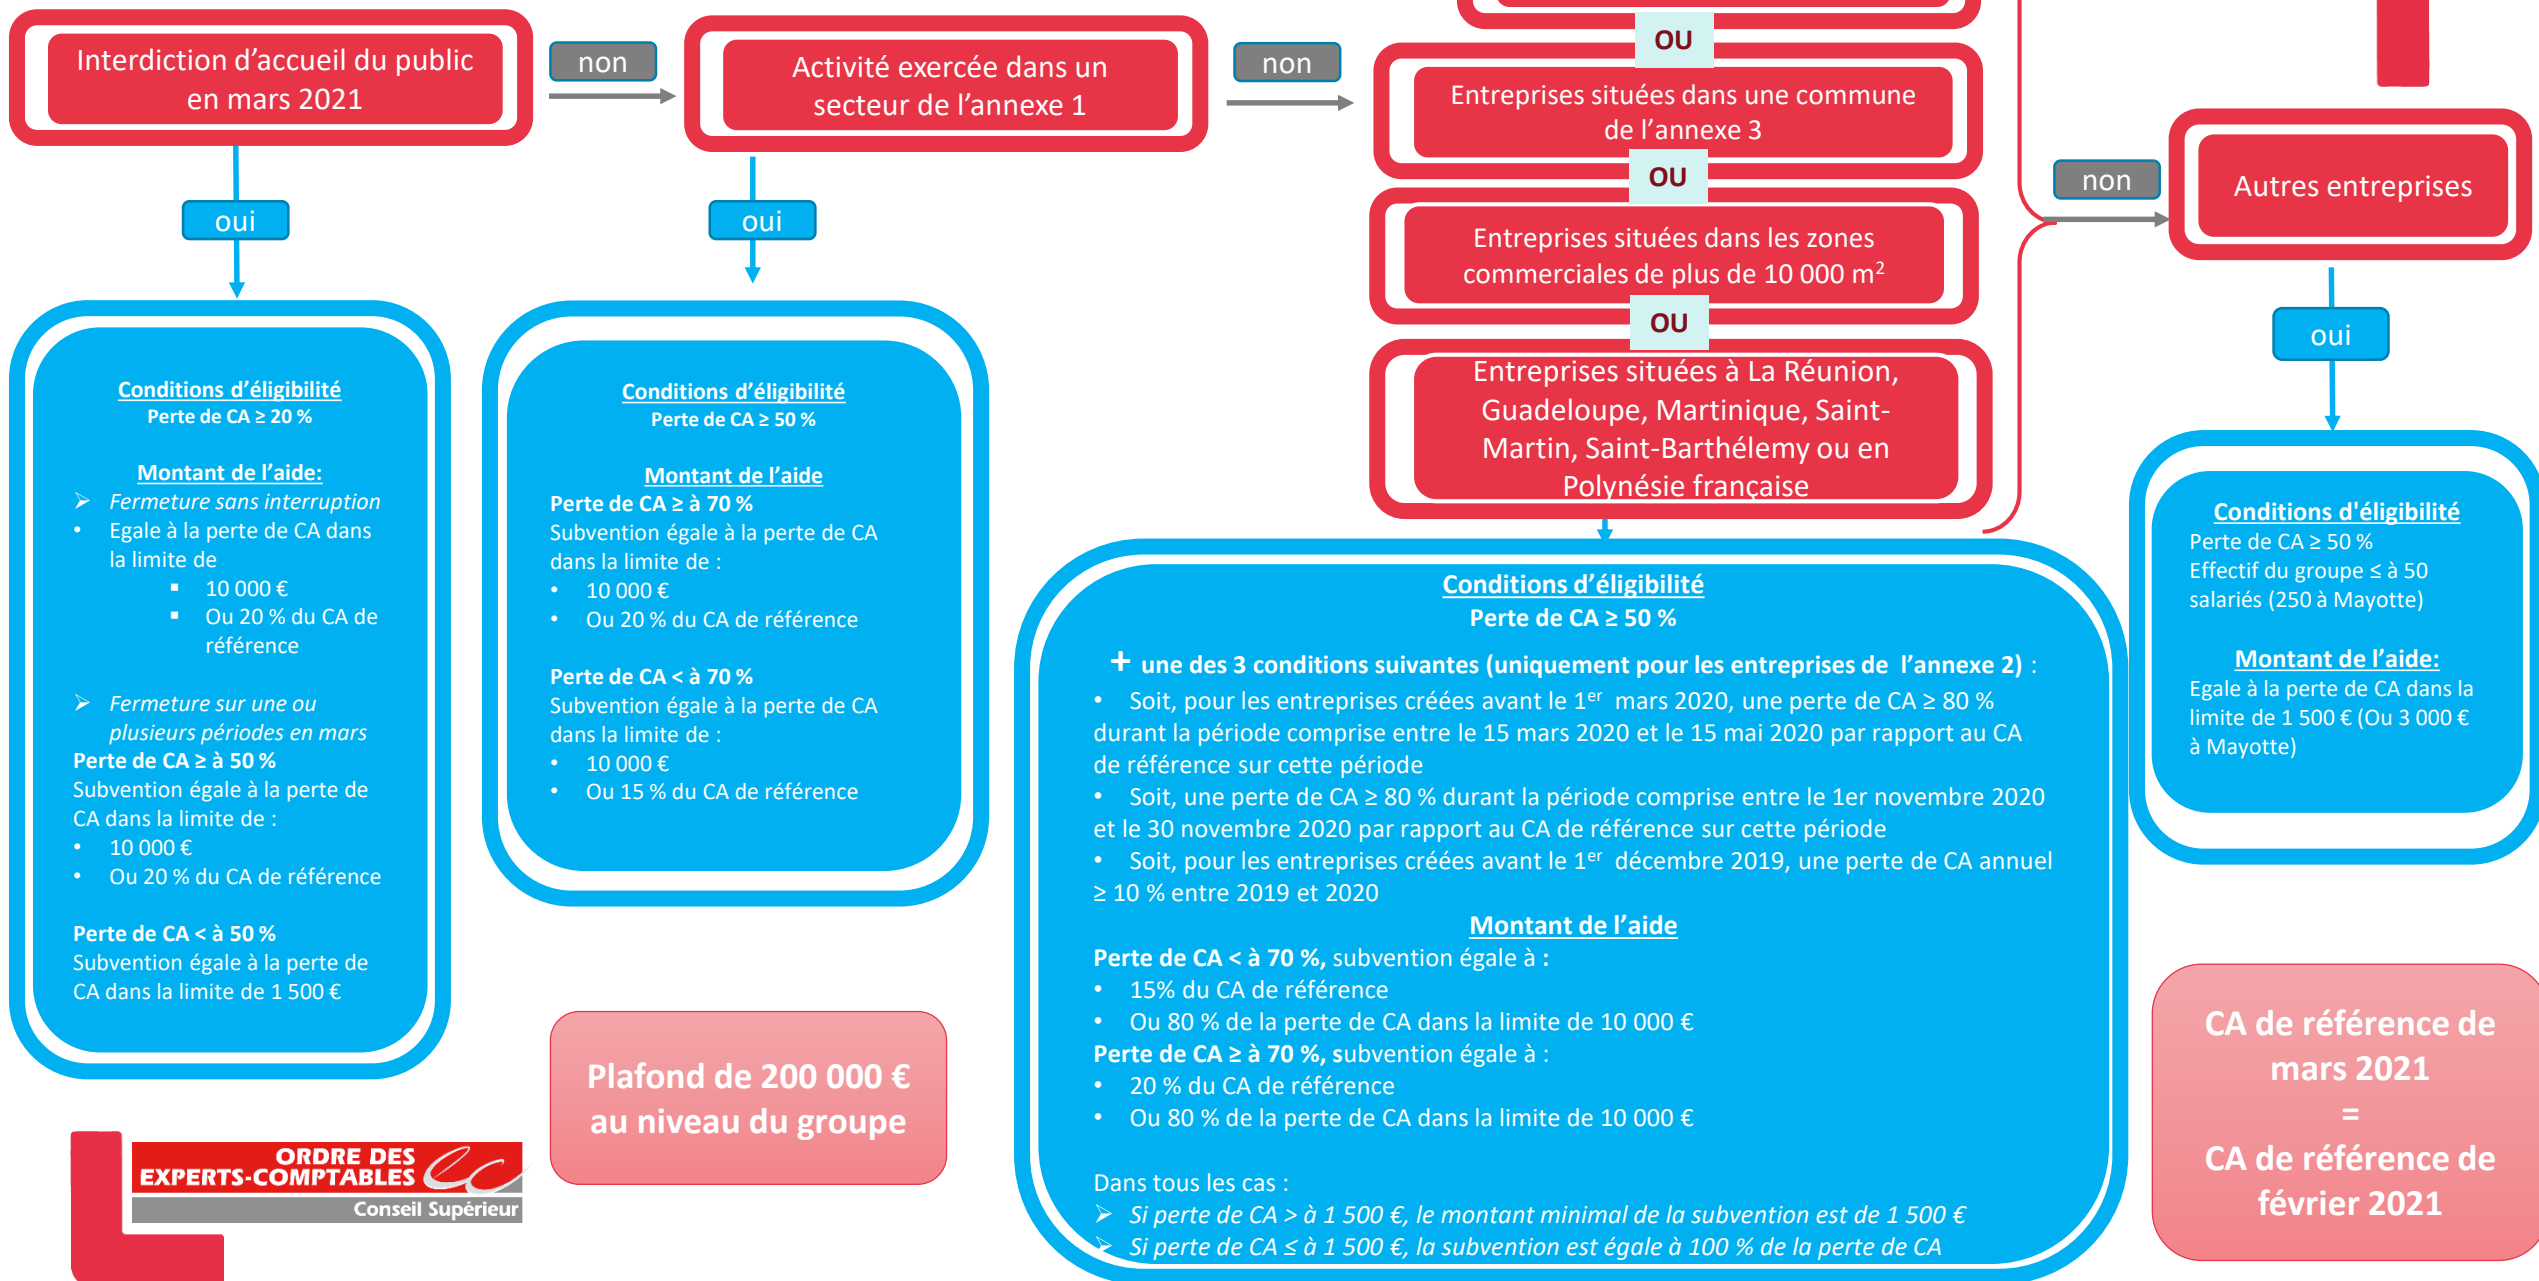 Interdiction d’accueil du public
en mars 2021
non
Activité exercée dans un
secteur de l’annexe 1
non
OU
Entreprises situées dans une commune
de l’annexe 3
OU
Entreprises situées dans les zones
commerciales de plus de 10 000 m²
OU
Entreprises situées à La Réunion,
Guadeloupe, Martinique, Saint-
Martin, Saint-Barthélemy ou en
Polynésie française
non
Autres entreprises
oui
oui
oui
Conditions d’éligibilité
Perte de CA ≥ 20 %
Montant de l’aide:
➢ Fermeture sans interruption
• Egale à la perte de CA dans
la limite de
▪ 10 000 €
▪ Ou 20 % du CA de
référence
➢ Fermeture sur une ou
plusieurs périodes en mars
Perte de CA ≥ à 50 %
Subvention égale à la perte de
CA dans la limite de :
• 10 000 €
• Ou 20 % du CA de référence
Perte de CA < à 50 %
Subvention égale à la perte de
CA dans la limite de 1 500 €
Conditions d’éligibilité
Perte de CA ≥ 50 %
Montant de l’aide
Perte de CA ≥ à 70 %
Subvention égale à la perte de CA
dans la limite de :
• 10 000 €
• Ou 20 % du CA de référence
Perte de CA < à 70 %
Subvention égale à la perte de CA
dans la limite de :
• 10 000 €
• Ou 15 % du CA de référence
Conditions d’éligibilité
Perte de CA ≥ 50 %
+ une des 3 conditions suivantes (uniquement pour les entreprises de l’annexe 2) :
• Soit, pour les entreprises créées avant le 1er mars 2020, une perte de CA ≥ 80 %
durant la période comprise entre le 15 mars 2020 et le 15 mai 2020 par rapport au CA
de référence sur cette période
• Soit, une perte de CA ≥ 80 % durant la période comprise entre le 1er novembre 2020
et le 30 novembre 2020 par rapport au CA de référence sur cette période
• Soit, pour les entreprises créées avant le 1er décembre 2019, une perte de CA annuel
≥ 10 % entre 2019 et 2020
Montant de l’aide
Perte de CA < à 70 %, subvention égale à :
• 15% du CA de référence
• Ou 80 % de la perte de CA dans la limite de 10 000 €
Perte de CA ≥ à 70 %, subvention égale à :
• 20 % du CA de référence
• Ou 80 % de la perte de CA dans la limite de 10 000 €
Dans tous les cas :
➢ Si perte de CA > à 1 500 €, le montant minimal de la subvention est de 1 500 €
➢ Si perte de CA ≤ à 1 500 €, la subvention est égale à 100 % de la perte de CA
Conditions d'éligibilité
Perte de CA ≥ 50 %
Effectif du groupe ≤ à 50
salariés (250 à Mayotte)
Montant de l’aide:
Egale à la perte de CA dans la
limite de 1 500 € (Ou 3 000 €
à Mayotte)
Plafond de 200 000 €
au niveau du groupe
CA de référence de
mars 2021
=
CA de référence de
février 2021
ORDRE DES
EXPERTS-COMPTABLES
Conseil Supérieur